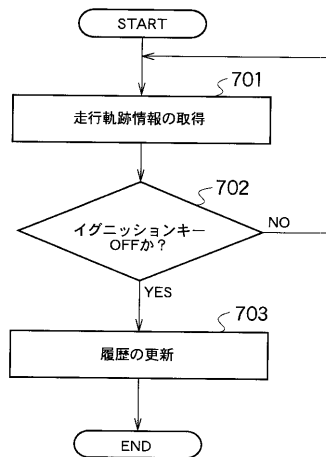 START
701
走行軌跡情報の取得
702
イグニッションキー
OFFか？
NO
YES
703
履歴の更新
END